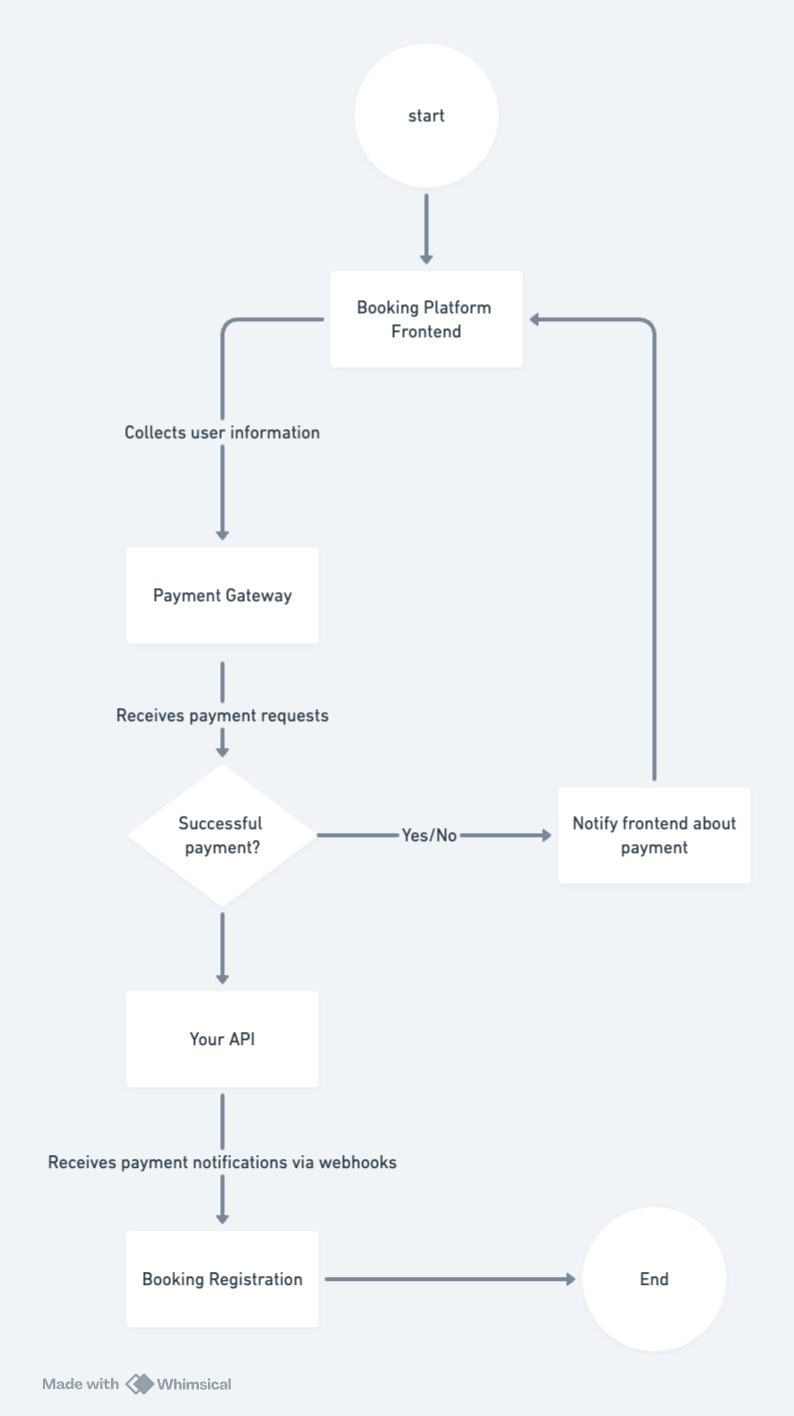 start
Booking Platform
Frontend
Collects user information
Payment Gateway
Receives payment requests
Successful
payment?
Yes/No
Notify frontend about
payment
Your API
Receives payment notifications via webhooks
Booking Registration
End
Made with Whimsical